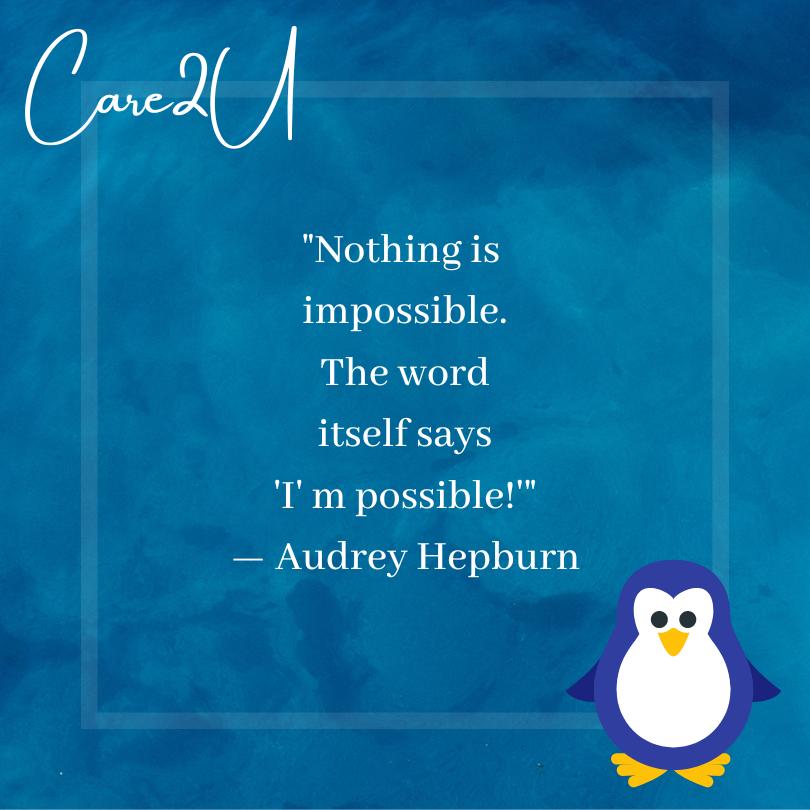 Care2U
"Nothing is
impossible.
The word
itself says
'I' m possible!'"
— Audrey Hepburn